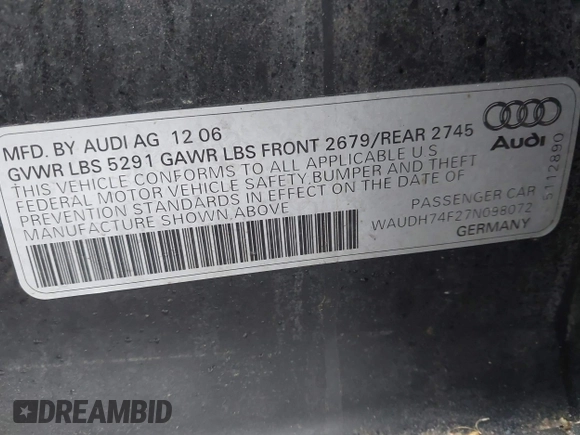 MFD. BY AUDI AG 12 06
GVWR LBS 5291 GAWR LBS FRONT 2679/REAR 2745
THIS VEHICLE CONFORMS TO ALL APPLICABLE U S
FEDERAL MOTOR VEHICLE SAFETY,BUMPER AND THEFT
PREVENTION STANDARDS IN EFFECT ON THE DATE OF
MANUFACTURE SHOWN ABOVE
Audi
5112890
PASSENGER CAR
WAUDH74F27N098072
GERMANY
DREAMBID